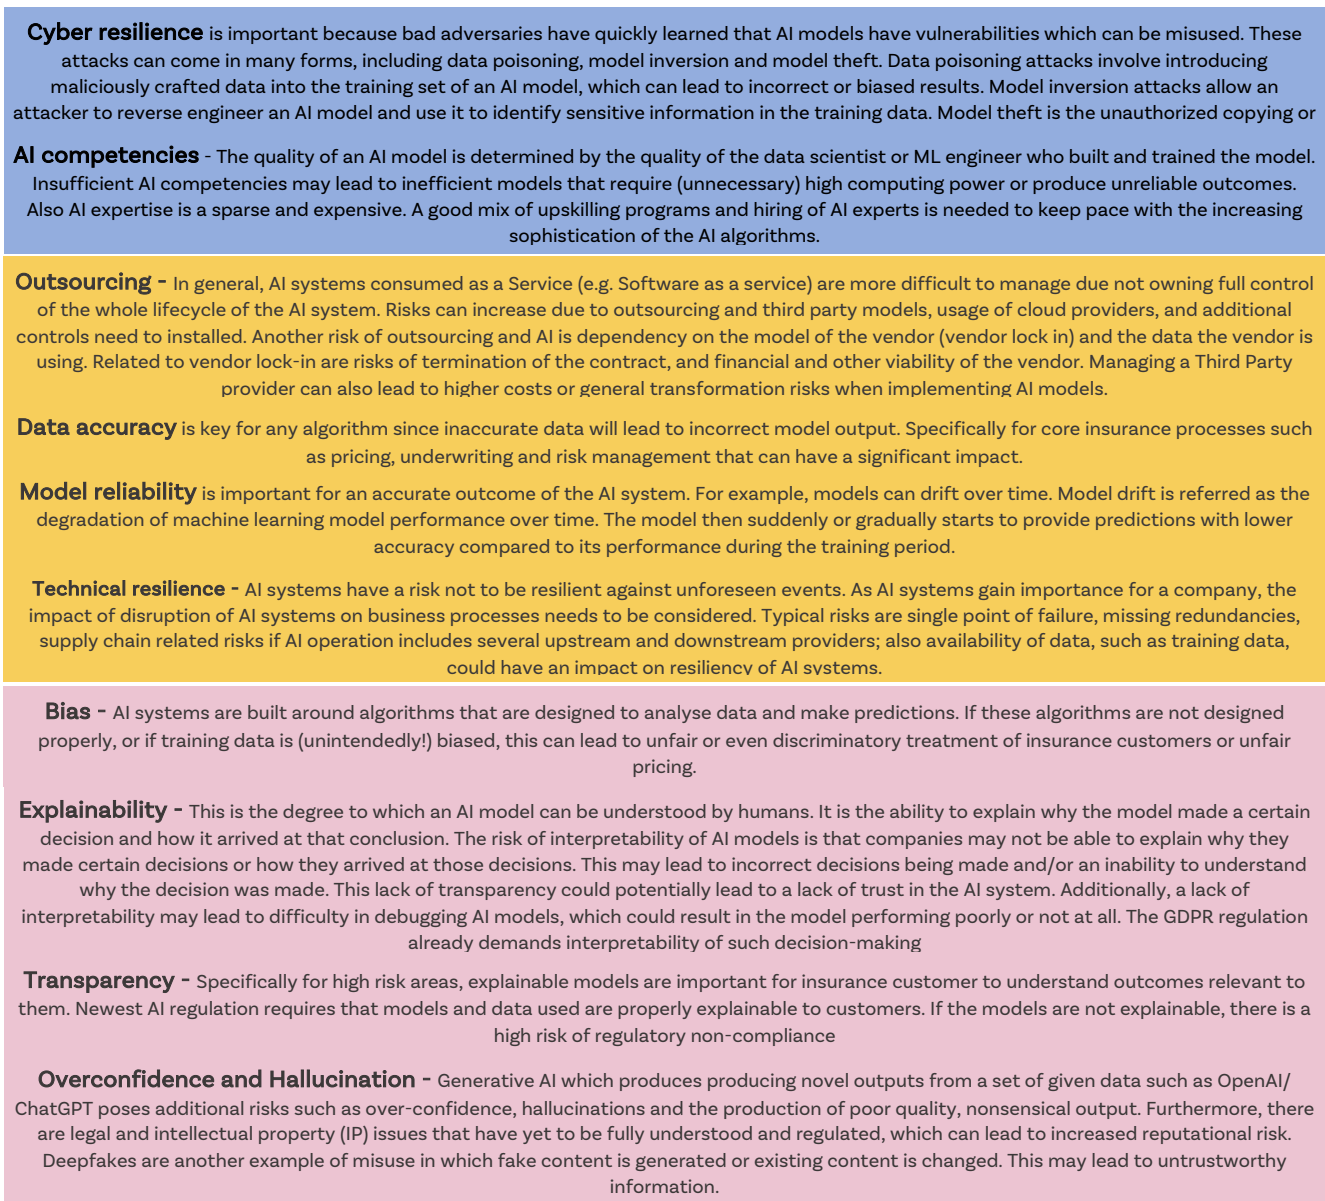 Cyber resilience is important because bad adversaries have quickly learned that AI models have vulnerabilities which can be misused. These
attacks can come in many forms, including data poisoning, model inversion and model theft. Data poisoning attacks involve introducing
maliciously crafted data into the training set of an AI model, which can lead to incorrect or biased results. Model inversion attacks allow an
attacker to reverse engineer an AI model and use it to identify sensitive information in the training data. Model theft is the unauthorized copying or
AI competencies - The quality of an AI model is determined by the quality of the data scientist or ML engineer who built and trained the model.
Insufficient AI competencies may lead to inefficient models that require (unnecessary) high computing power or produce unreliable outcomes.
Also AI expertise is a sparse and expensive. A good mix of upskilling programs and hiring of AI experts is needed to keep pace with the increasing
sophistication of the AI algorithms.
Outsourcing - In general, AI systems consumed as a Service (e.g. Software as a service) are more difficult to manage due not owning full control
of the whole lifecycle of the AI system. Risks can increase due to outsourcing and third party models, usage of cloud providers, and additional
controls need to installed. Another risk of outsourcing and AI is dependency on the model of the vendor (vendor lock in) and the data the vendor is
using. Related to vendor lock-in are risks of termination of the contract, and financial and other viability of the vendor. Managing a Third Party
provider can also lead to higher costs or general transformation risks when implementing AI models.
Data accuracy is key for any algorithm since inaccurate data will lead to incorrect model output. Specifically for core insurance processes such
as pricing, underwriting and risk management that can have a significant impact.
Model reliability is important for an accurate outcome of the AI system. For example, models can drift over time. Model drift is referred as the
degradation of machine learning model performance over time. The model then suddenly or gradually starts to provide predictions with lower
accuracy compared to its performance during the training period.
Technical resilience - AI systems have a risk not to be resilient against unforeseen events. As AI systems gain importance for a company, the
impact of disruption of AI systems on business processes needs to be considered. Typical risks are single point of failure, missing redundancies,
supply chain related risks if AI operation includes several upstream and downstream providers; also availability of data, such as training data,
could have an impact on resiliency of AI systems.
Bias - AI systems are built around algorithms that are designed to analyse data and make predictions. If these algorithms are not designed
properly, or if training data is (unintendedly!) biased, this can lead to unfair or even discriminatory treatment of insurance customers or unfair
pricing.
Explainability - This is the degree to which an AI model can be understood by humans. It is the ability to explain why the model made a certain
decision and how it arrived at that conclusion. The risk of interpretability of AI models is that companies may not be able to explain why they
made certain decisions or how they arrived at those decisions. This may lead to incorrect decisions being made and/or an inability to understand
why the decision was made. This lack of transparency could potentially lead to a lack of trust in the AI system. Additionally, a lack of
interpretability may lead to difficulty in debugging AI models, which could result in the model performing poorly or not at all. The GDPR regulation
already demands interpretability of such decision-making
Transparency - Specifically for high risk areas, explainable models are important for insurance customer to understand outcomes relevant to
them. Newest AI regulation requires that models and data used are properly explainable to customers. If the models are not explainable, there is a
high risk of regulatory non-compliance
Overconfidence and Hallucination - Generative AI which produces producing novel outputs from a set of given data such as OpenAI/
ChatGPT poses additional risks such as over-confidence, hallucinations and the production of poor quality, nonsensical output. Furthermore, there
are legal and intellectual property (IP) issues that have yet to be fully understood and regulated, which can lead to increased reputational risk.
Deepfakes are another example of misuse in which fake content is generated or existing content is changed. This may lead to untrustworthy
information.